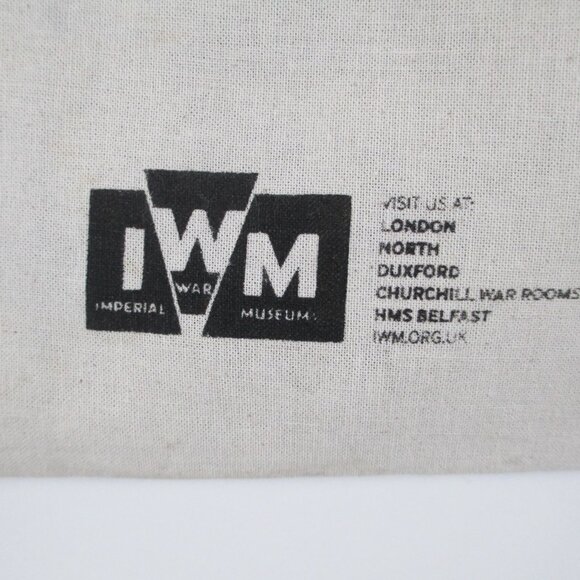 IWM
IMPERIAL WAR MUSEUMS
VISIT US AT:
LONDON
NORTH
DUXFORD
CHURCHILL WAR ROOMS
HMS BELFAST
IWM.ORG.UK